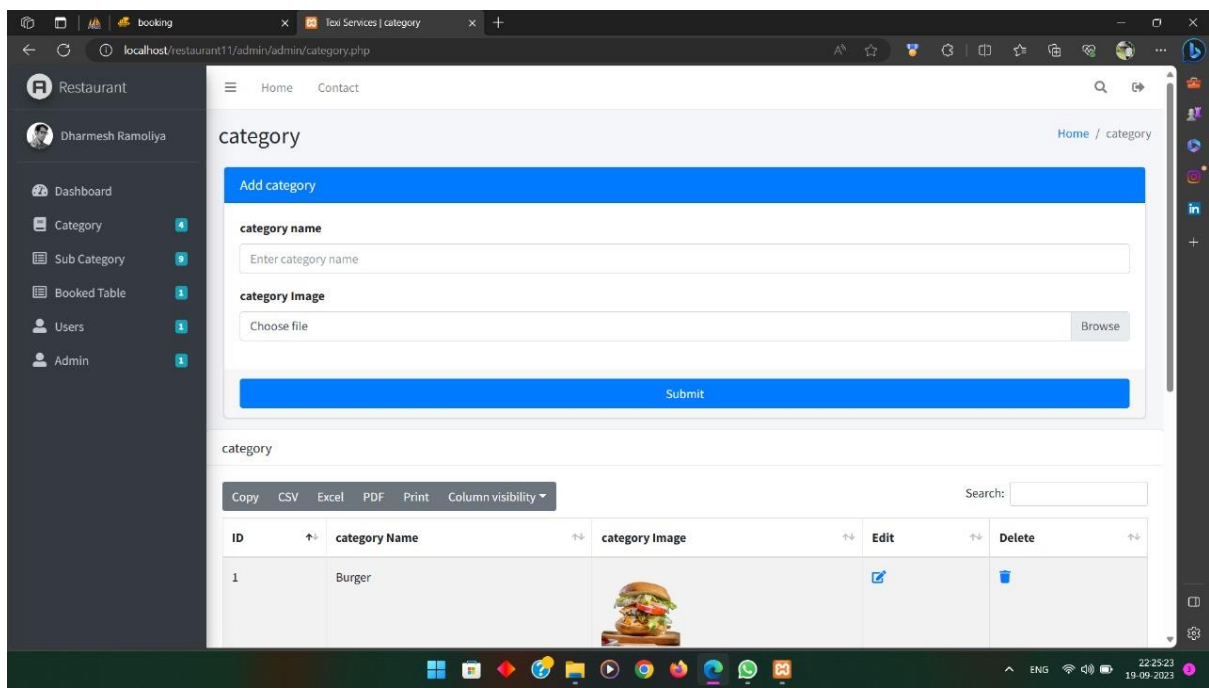 booking
Texi Services | category
localhost/restaurant11/admin/admin/category.php
Restaurant
Home Contact
Dharmesh Ramoliya
category
Home / category
Dashboard
Category 4
Sub Category 9
Booked Table 1
Users 1
Admin 1
Add category
category name
Enter category name
category Image
Choose file Browse
Submit
category
Copy CSV Excel PDF Print Column visibility
Search:
ID category Name category Image Edit Delete
1 Burger
ENG 22:25:23
19-09-2023 3